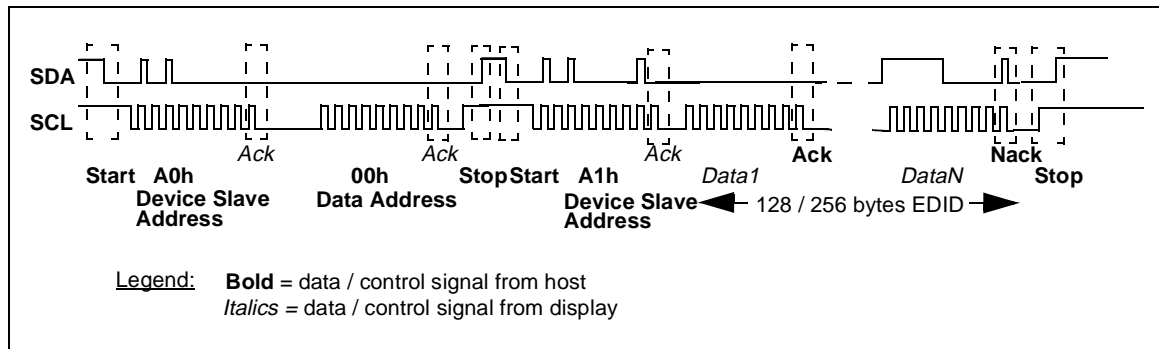 SDA
SCL
Ack Ack Ack Ack Nack
Start A0h 00h Stop Start A1h Data1 DataN Stop
Device Slave Address
Data Address
Device Slave Address
128 / 256 bytes EDID
Legend: Bold = data / control signal from host
Italics = data / control signal from display